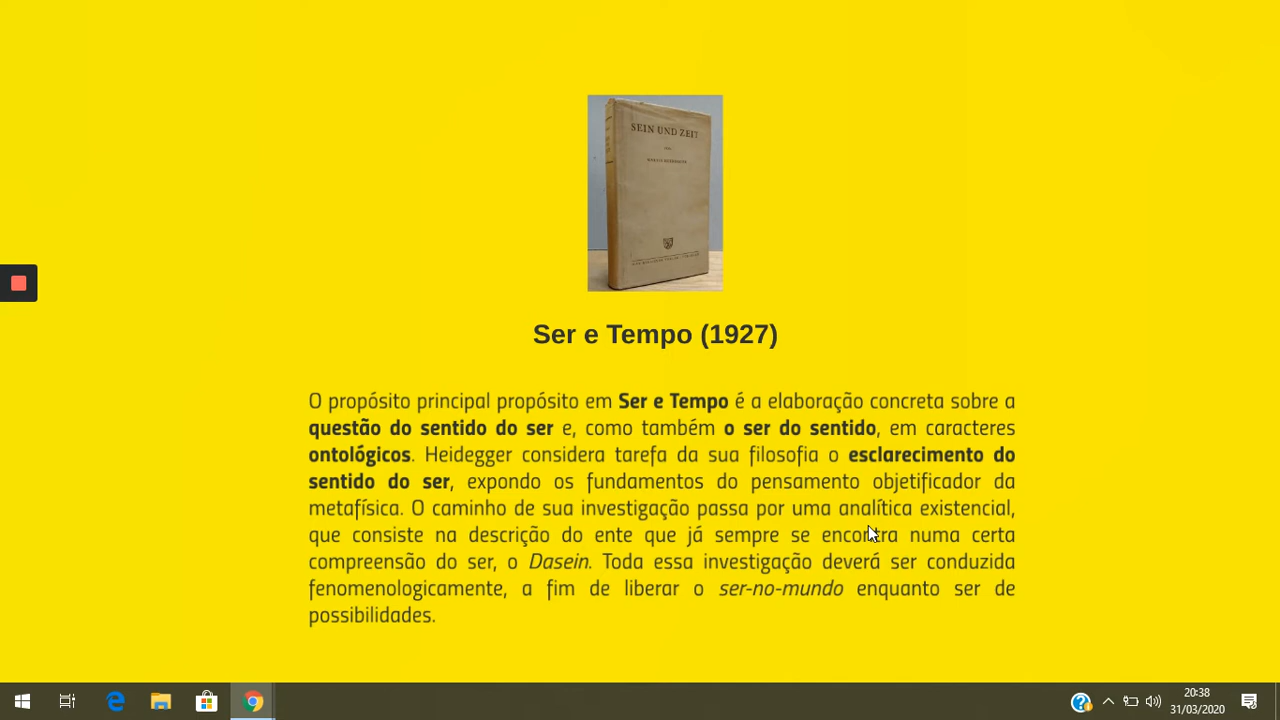 SEIN UND ZEIT
VON
MARTIN HEIDEGGER
Ser e Tempo (1927)
O propósito principal propósito em Ser e Tempo é a elaboração concreta sobre a
questão do sentido do ser e, como também o ser do sentido, em caracteres
ontológicos. Heidegger considera tarefa da sua filosofia o esclarecimento do
sentido do ser, expondo os fundamentos do pensamento objetificador da
metafísica. O caminho de sua investigação passa por uma analítica existencial,
que consiste na descrição do ente que já sempre se encontra numa certa
compreensão do ser, o Dasein. Toda essa investigação deverá ser conduzida
fenomenologicamente, a fim de liberar o ser-no-mundo enquanto ser de
possibilidades.
20:38
31/03/2020